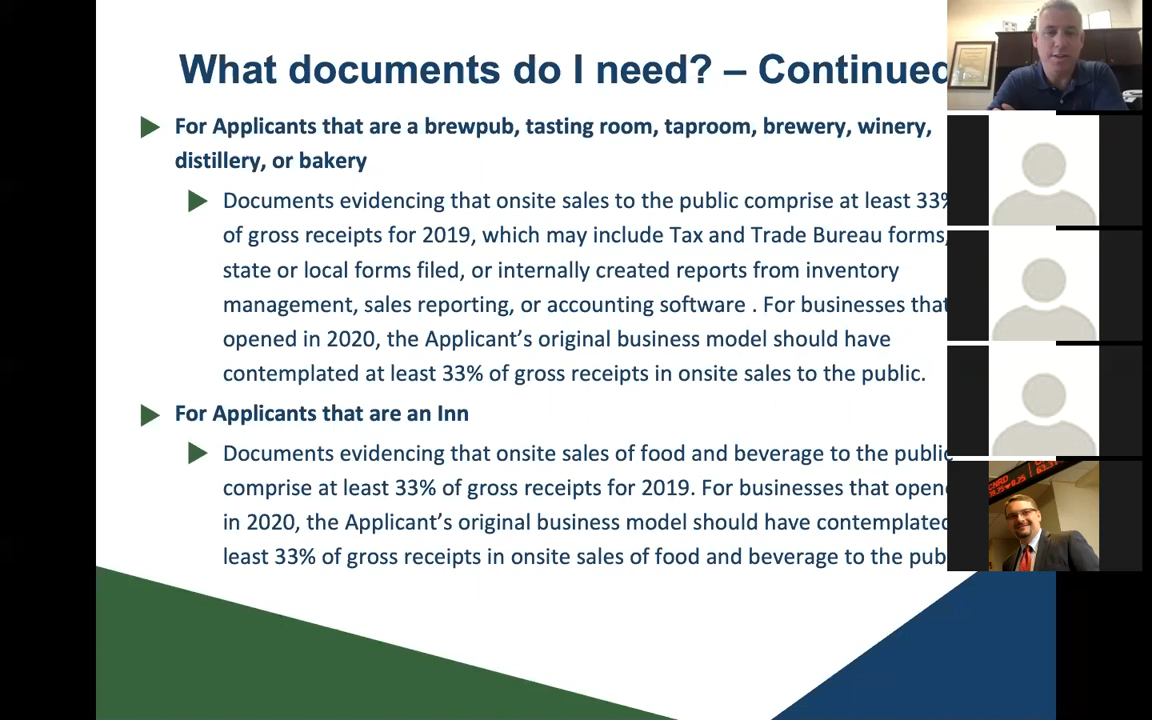 What documents do I need? – Continued
For Applicants that are a brewpub, tasting room, taproom, brewery, winery,
distillery, or bakery
Documents evidencing that onsite sales to the public comprise at least 33%
of gross receipts for 2019, which may include Tax and Trade Bureau forms,
state or local forms filed, or internally created reports from inventory
management, sales reporting, or accounting software . For businesses that
opened in 2020, the Applicant’s original business model should have
contemplated at least 33% of gross receipts in onsite sales to the public.
For Applicants that are an Inn
Documents evidencing that onsite sales of food and beverage to the public
comprise at least 33% of gross receipts for 2019. For businesses that open
in 2020, the Applicant’s original business model should have contemplated
least 33% of gross receipts in onsite sales of food and beverage to the pub